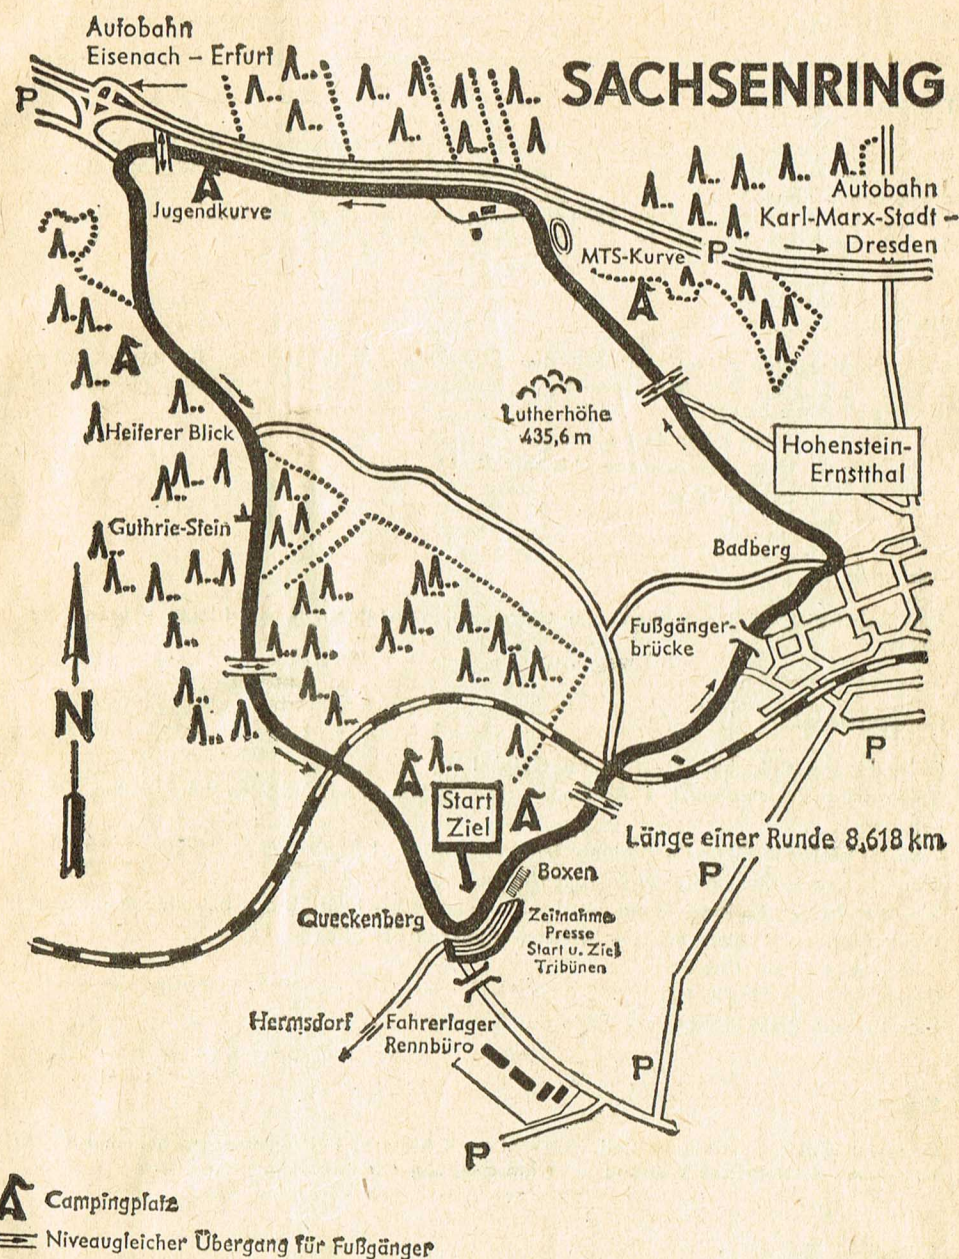 Autobahn
Eisenach – Erfurt
SACHSENRING
P
Autobahn
Karl-Marx-Stadt –
Dresden
Jugendkurve
MTS-Kurve
P
Lutherhöhe
435,6 m
Heiterer Blick
Hohenstein-
Ernstthal
Guthrie-Stein
Badberg
Fußgänger-
brücke
N
P
Start
Ziel
Länge einer Runde 8,618 km
P
Boxen
Queckenberg
Zeitnahme
Presse
Start u. Ziel
Tribünen
Hermsdorf
Fahrerlager
Rennbüro
P
P
Campingplatz
Niveaugleicher Übergang für Fußgänger